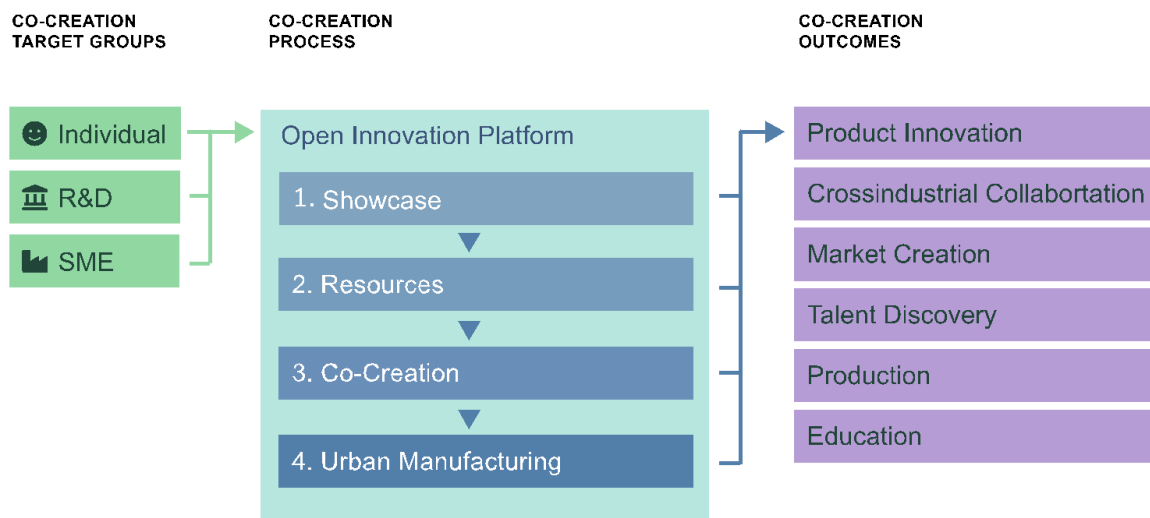 CO-CREATION
TARGET GROUPS
CO-CREATION
PROCESS
CO-CREATION
OUTCOMES
Individual
R&D
SME
Open Innovation Platform
1. Showcase
2. Resources
3. Co-Creation
4. Urban Manufacturing
Product Innovation
Crossindustrial Collabortation
Market Creation
Talent Discovery
Production
Education